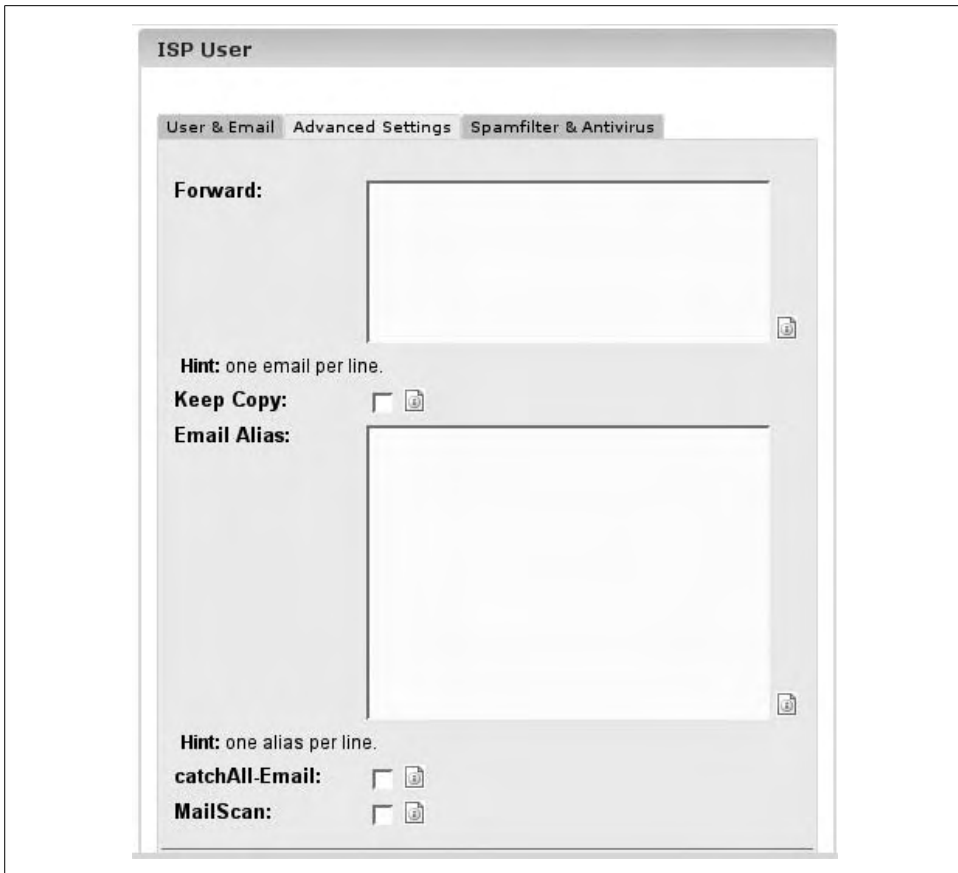 ISP User
User & Email Advanced Settings Spamfilter & Antivirus
Forward:
Hint: one email per line.
Keep Copy:
Email Alias:
Hint: one alias per line.
catchAll-Email:
MailScan: